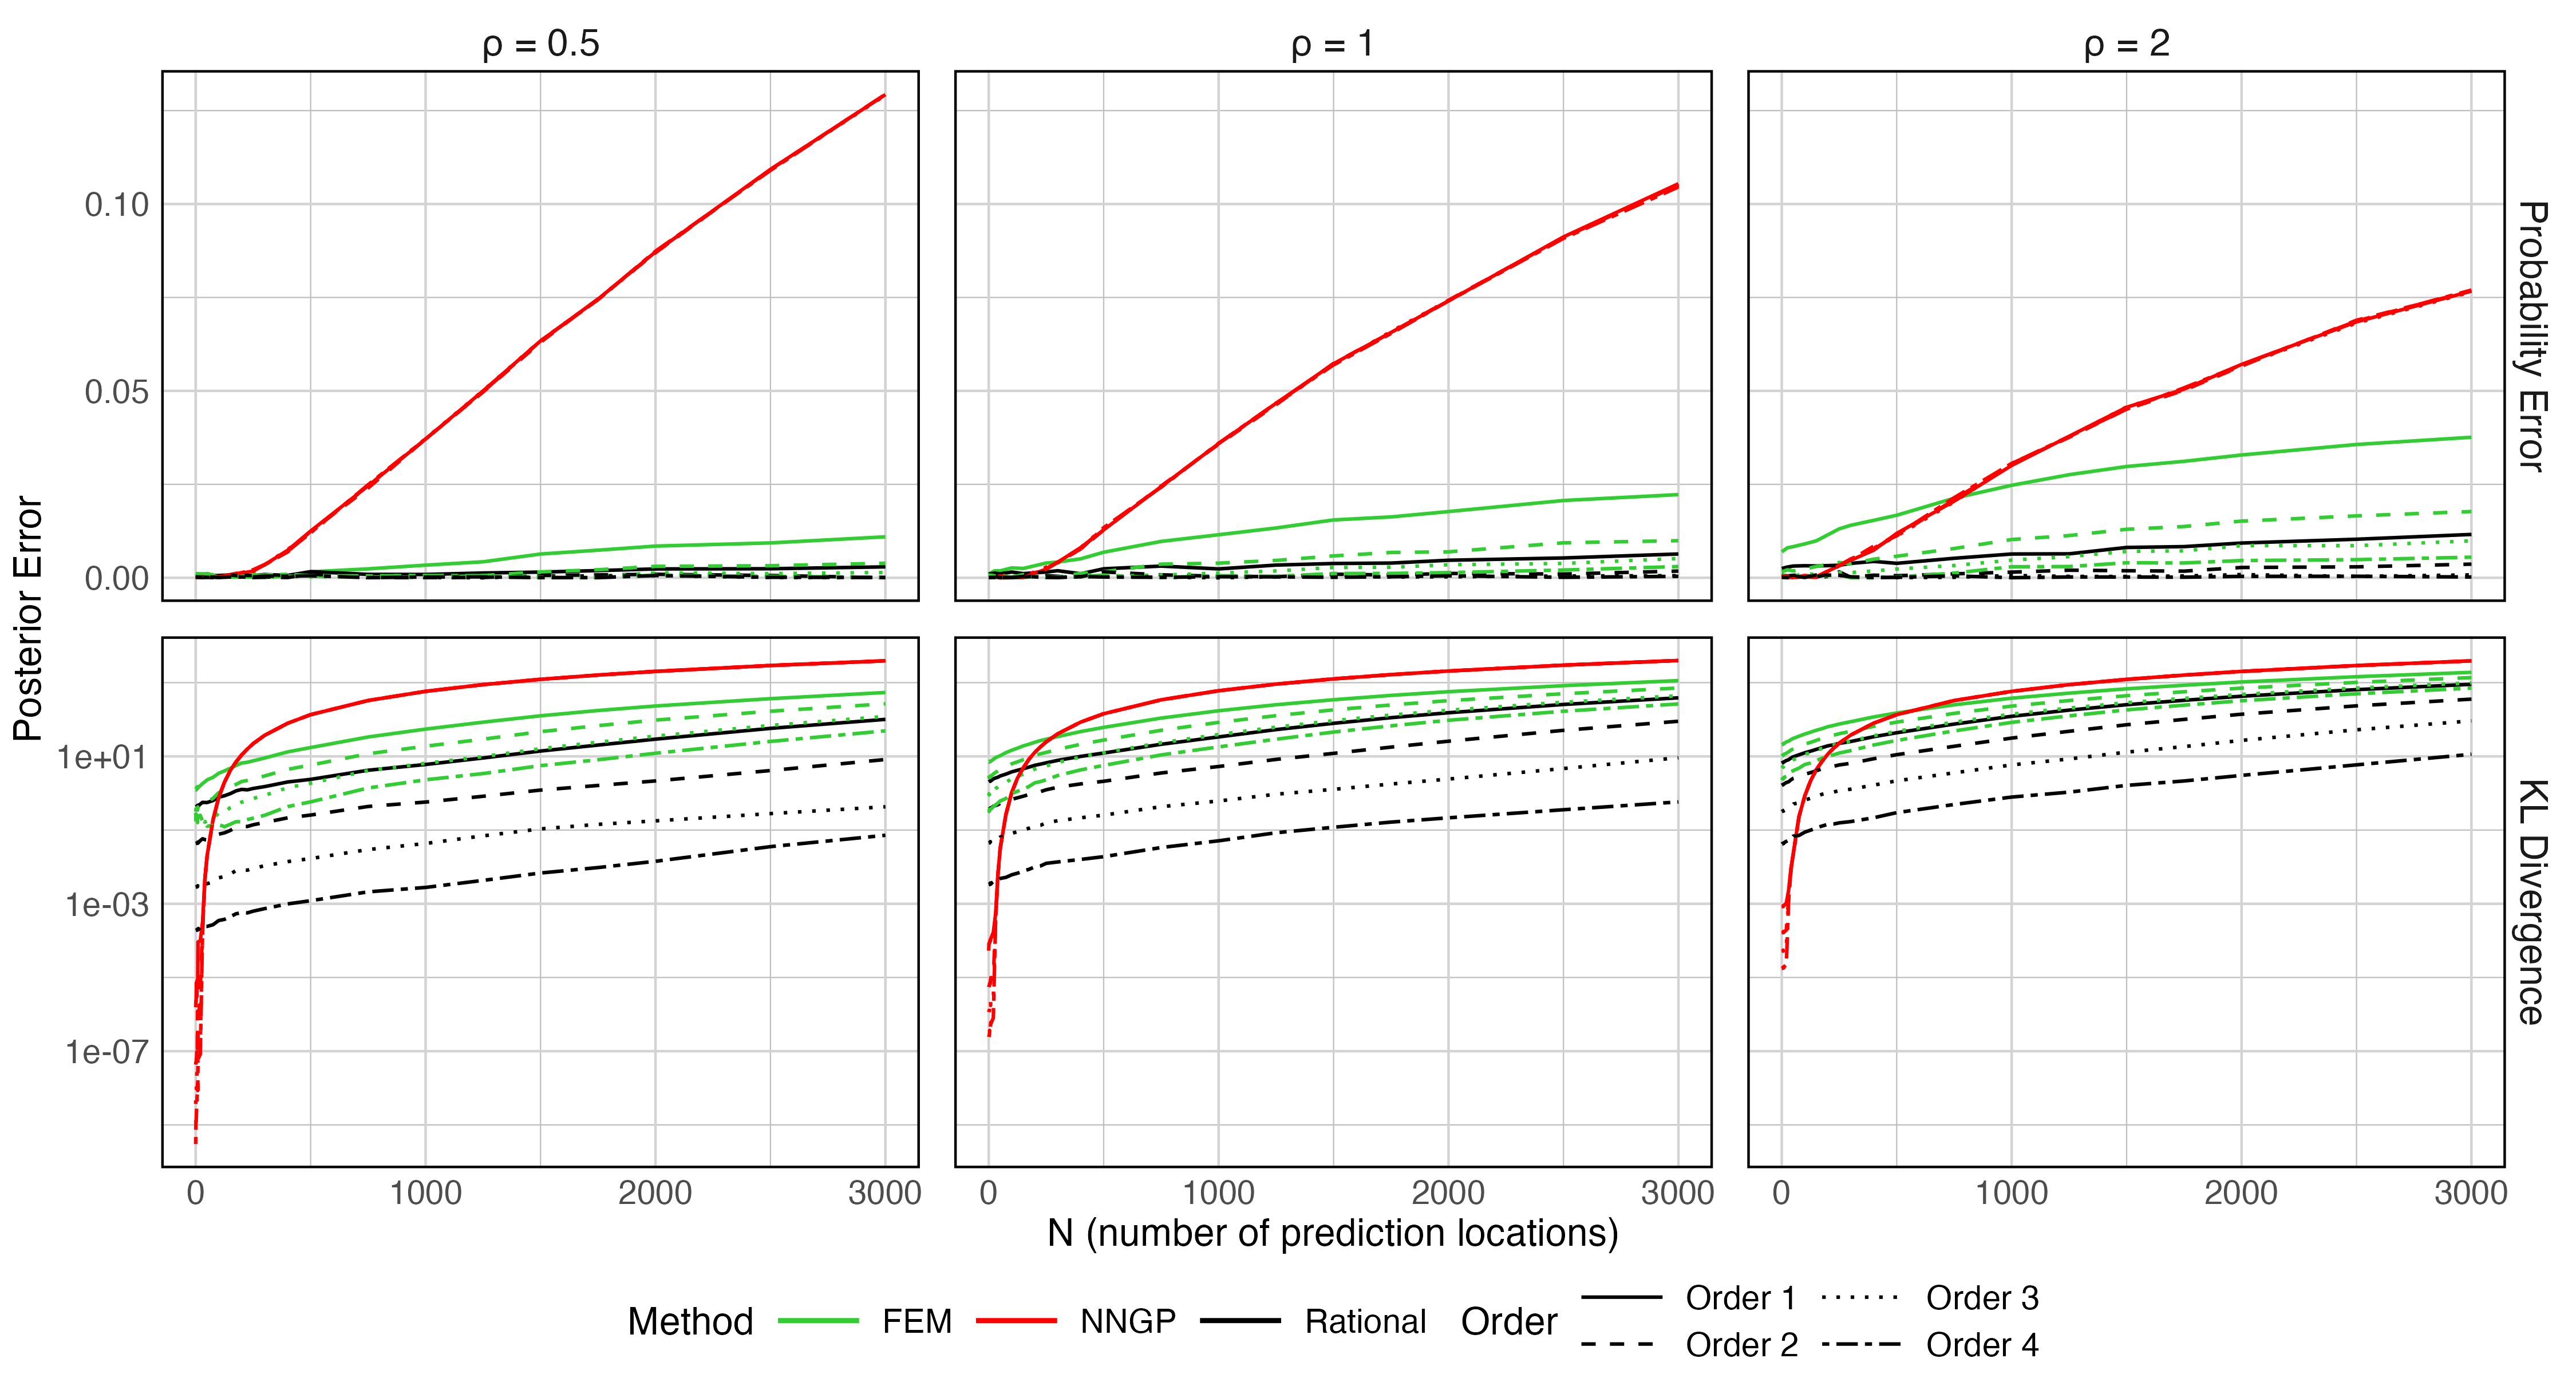 ρ = 0.5
ρ = 1
ρ = 2
Posterior Error
0.10
0.05
0.00
Probability Error
1e+01
1e-03
1e-07
KL Divergence
0 1000 2000 3000
0 1000 2000 3000
0 1000 2000 3000
N (number of prediction locations)
Method FEM NNGP Rational
Order Order 1 Order 3
Order 2 Order 4